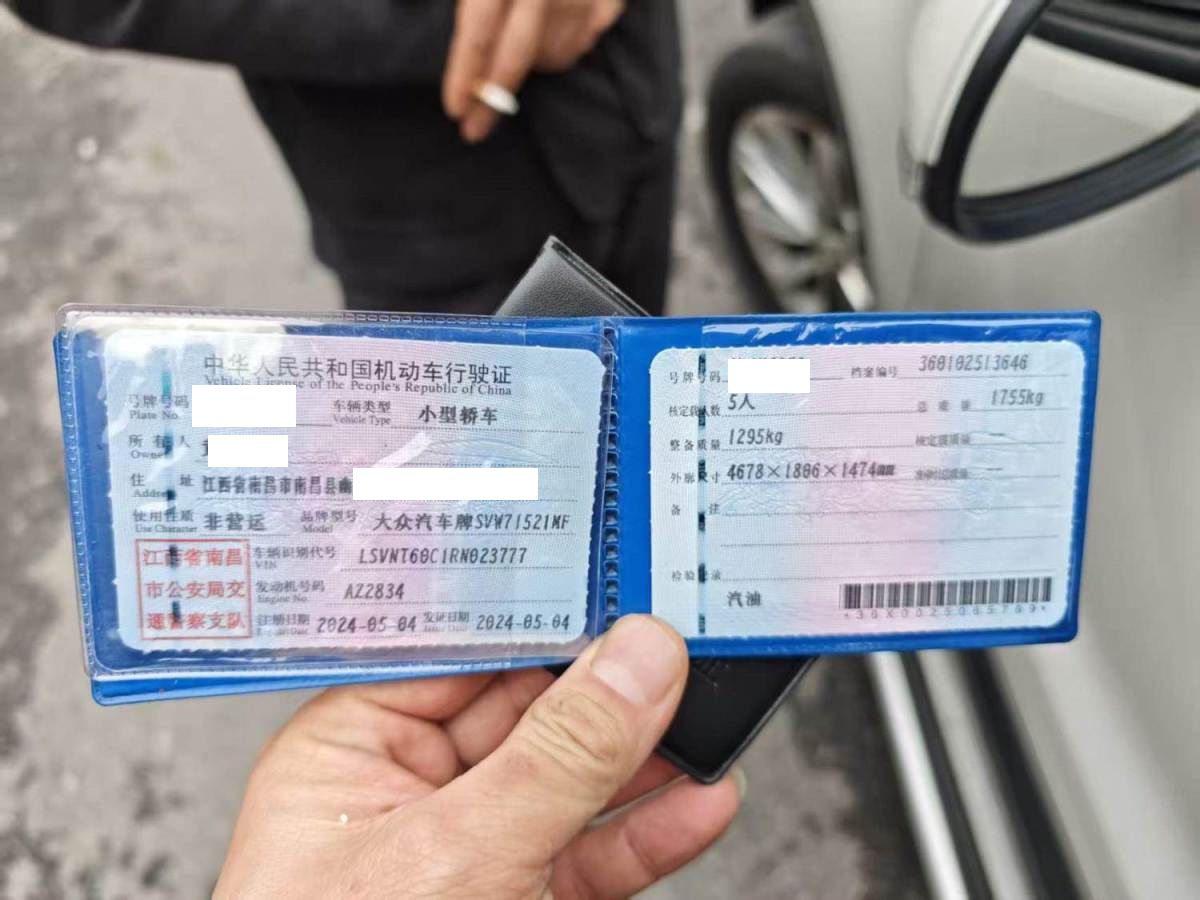 中华人民共和国机动车行驶证
Vehicle License of the People's Republic of China
号牌号码
Plate No.
车辆类型 小型轿车
Vehicle Type
所有人
Owner
住址 江西省南昌市南昌县
Address
使用性质 非营运 品牌型号 大众汽车牌SVW71521MF
Use Character Model
江西省南昌
市公安局交
通警察支队
车辆识别代号 LSVNT60C1RN023777
VIN
发动机号码 AZ2834
Engine No.
注册日期 2024-05-04 发证日期 2024-05-04
Issue Date
号牌号码 档案编号 360102513646
核定载人数 5人 总质量 1755kg
整备质量 1295kg 核定载质量 --
外廓尺寸 4678×1806×1474mm 准牵引总质量 --
备注
检验记录
汽油